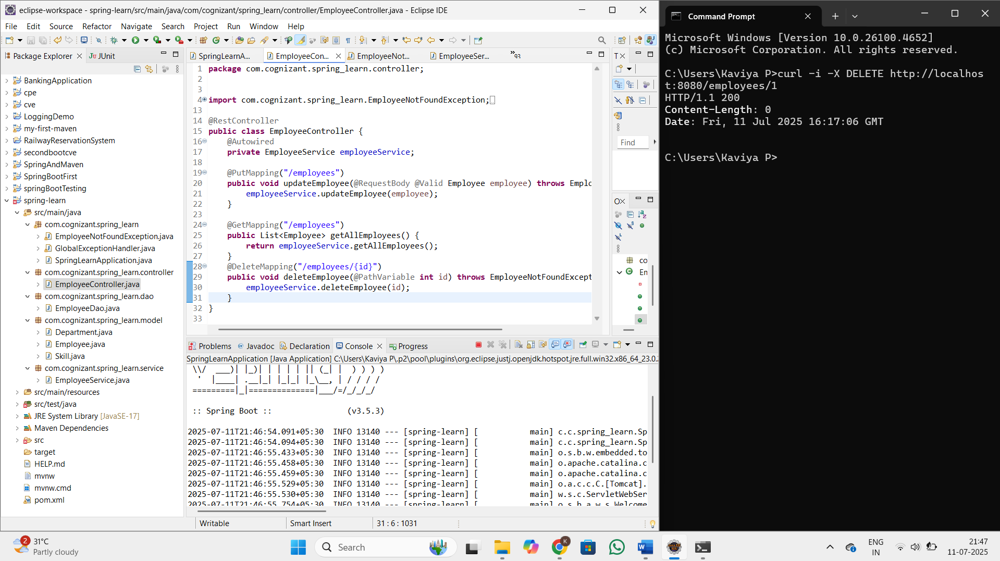 eclipse-workspace - spring-learn/src/main/java/com/cognizant/spring_learn/controller/EmployeeController.java - Eclipse IDE
File Edit Source Refactor Navigate Search Project Run Window Help
Package Explorer
JUnit
BankingApplication
cpe
cve
LoggingDemo
my-first-maven
RailwayReservationSystem
secondbootcve
SpringAndMaven
SpringBootFirst
springBootTesting
spring-learn
src/main/java
com.cognizant.spring_learn
EmployeeNotFoundException.java
GlobalExceptionHandler.java
SpringLearnApplication.java
com.cognizant.spring_learn.controller
EmployeeController.java
com.cognizant.spring_learn.dao
EmployeeDao.java
com.cognizant.spring_learn.model
Department.java
Employee.java
Skill.java
com.cognizant.spring_learn.service
EmployeeService.java
src/main/resources
src/test/java
JRE System Library [JavaSE-17]
Maven Dependencies
src
target
HELP.md
mvnw
mvnw.cmd
pom.xml
SpringLearnA... EmployeeCon... EmployeeNot... EmployeeSer... »93
1 package com.cognizant.spring_learn.controller;
2
3
4 import com.cognizant.spring_learn.EmployeeNotFoundException;
13
14 @RestController
15 public class EmployeeController {
16 @Autowired
17 private EmployeeService employeeService;
18
19 @PutMapping("/employees")
20 public void updateEmployee(@RequestBody @Valid Employee employee) throws Emplo
21 employeeService.updateEmployee(employee);
22 }
23
24 @GetMapping("/employees")
25 public List<Employee> getAllEmployees() {
26 return employeeService.getAllEmployees();
27 }
28 @DeleteMapping("/employees/{id}")
29 public void deleteEmployee(@PathVariable int id) throws EmployeeNotFoundExcept
30 employeeService.deleteEmployee(id);
31 }
32 }
33
T
Find
O
co
En
Problems @ Javadoc Declaration Console Progress
SpringLearnApplication [Java Application] C:\Users\Kaviya P\.p2\pool\plugins\org.eclipse.justj.openjdk.hotspot.jre.full.win32.x86_64_23.0.
\\/  ___)| |_)| | | | | || (_| |  ) ) ) )
'  |____| .__|_| |_|_| |_\__, | / / / /
=========|_|==============|___/=/_/_/_/
:: Spring Boot :: (v3.5.3)
2025-07-11T21:46:54.091+05:30 INFO 13140 --- [spring-learn] [ main] c.c.spring_learn.Sp
2025-07-11T21:46:54.094+05:30 INFO 13140 --- [spring-learn] [ main] c.c.spring_learn.Sp
2025-07-11T21:46:55.433+05:30 INFO 13140 --- [spring-learn] [ main] o.s.b.w.embedded.to
2025-07-11T21:46:55.458+05:30 INFO 13140 --- [spring-learn] [ main] o.apache.catalina.c
2025-07-11T21:46:55.459+05:30 INFO 13140 --- [spring-learn] [ main] o.apache.catalina.c
2025-07-11T21:46:55.529+05:30 INFO 13140 --- [spring-learn] [ main] o.a.c.c.C.[Tomcat].
2025-07-11T21:46:55.530+05:30 INFO 13140 --- [spring-learn] [ main] w.s.c.ServletWebSer
2025-07-11T21:46:55.754+05:30 INFO 13140 --- [spring-learn] [ main] o.s.b.a.w.s.Welcome
Writable Smart Insert 31 : 6 : 1031
Command Prompt
Microsoft Windows [Version 10.0.26100.4652]
(c) Microsoft Corporation. All rights reserved.
C:\Users\Kaviya P>curl -i -X DELETE http://localhos
t:8080/employees/1
HTTP/1.1 200
Content-Length: 0
Date: Fri, 11 Jul 2025 16:17:06 GMT
C:\Users\Kaviya P>
2
31°C
Partly cloudy
Search
K
ENG
IN
21:47
11-07-2025